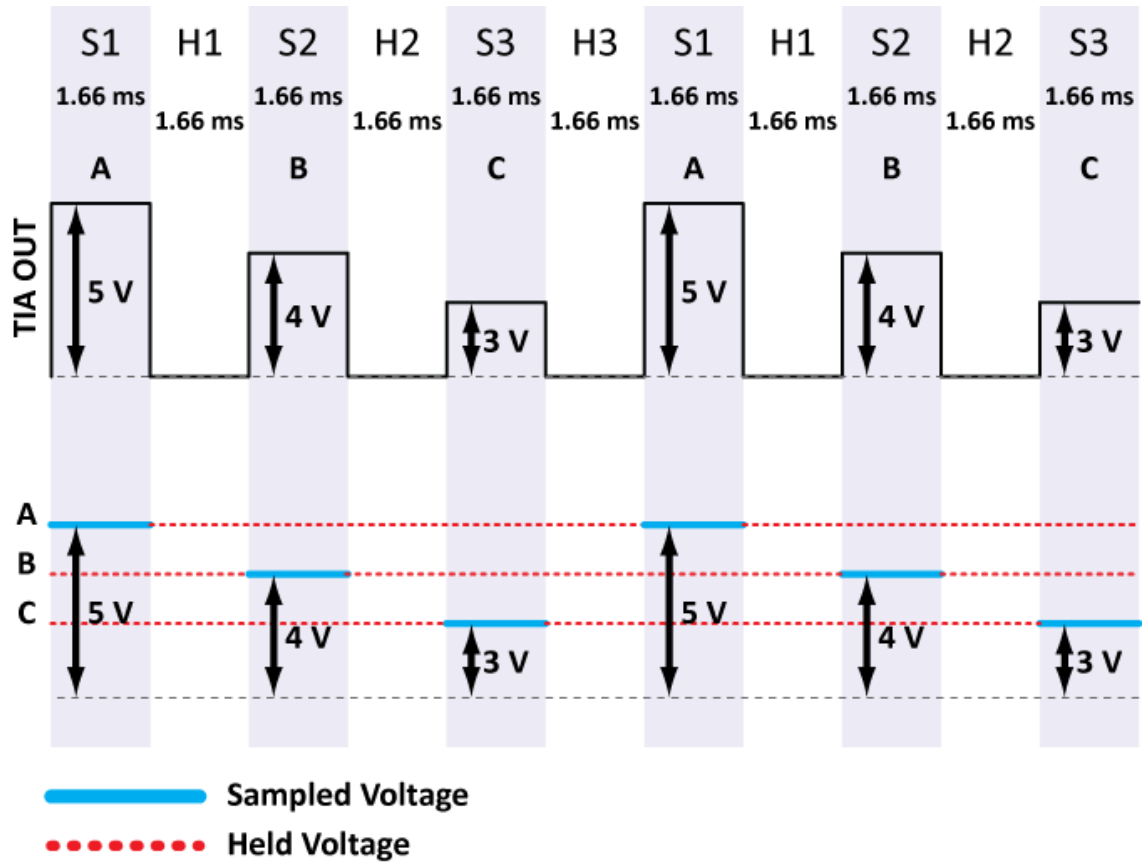 S1 H1 S2 H2 S3 H3 S1 H1 S2 H2 S3
1.66 ms 1.66 ms 1.66 ms 1.66 ms 1.66 ms 1.66 ms
1.66 ms 1.66 ms 1.66 ms 1.66 ms 1.66 ms
A B C A B C
TIA OUT
5 V 4 V 3 V 5 V 4 V 3 V
A
B
C
5 V 4 V 3 V 5 V 4 V 3 V
Sampled Voltage
Held Voltage